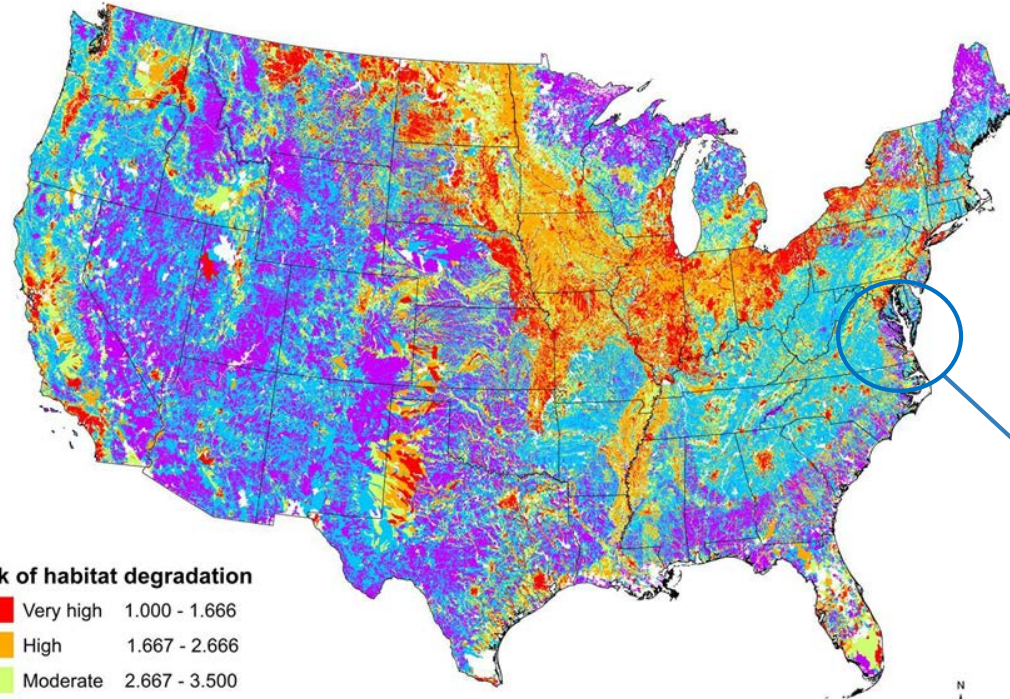 k of habitat degradation
Very high 1.000 - 1.666
High 1.667 - 2.666
Moderate 2.667 - 3.500
N